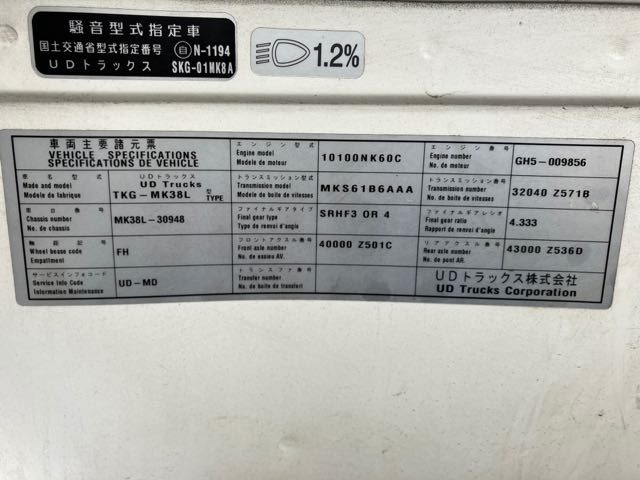 騒音型式指定車
国土交通省型式指定番号 自 N-1194
UDトラックス SKG-01MK8A
1.2%
車両主要諸元票
VEHICLE SPECIFICATIONS
SPECIFICATIONS DE VEHICLE
車名型式
Made and model
Modele de fabrique
UDトラックス
UD Trucks
TKG-MK38L 型 TYPE
車台番号
Chassis number
No. de chassis
MK38L-30948
軸距記号
Wheel base code
Empattement
FH
サービスインフォコード
Service Info Code
Information Maintenance
UD-MD
エンジン型式
Engine model
Modele de moteur
10100NK60C
トランスミッション型式
Transmission model
Modele de boite de vitesses
MKS61B6AAA
ファイナルギアタイプ
Final gear type
Type de renvoi d'angle
SRHF3 OR 4
フロントアクスル番号
Front axle number
No. de essieu AV.
40000 Z501C
トランスファ番号
Transfer number
No. de boite de transfert
エンジン番号
Engine number
No. de moteur
GH5-009856
トランスミッション番号
Transmission number
No. de boite de vitesses
32040 Z571B
ファイナルギアレシオ
Final gear ratio
Rapport de renvoi d'angle
4.333
リアアクスル番号
Rear axle number
No. de pont AR.
43000 Z536D
UDトラックス株式会社
UD Trucks Corporation